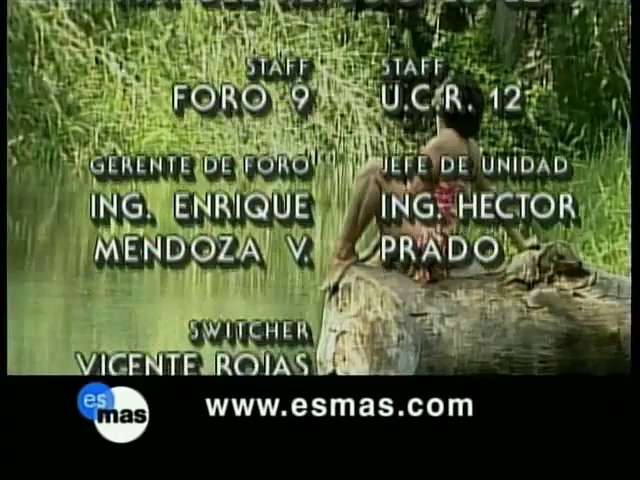 STAFF
FORO 9
GERENTE DE FORO
ING. ENRIQUE
MENDOZA V.
SWITCHER
VICENTE ROJAS
STAFF
U.C.R. 12
JEFE DE UNIDAD
ING. HECTOR
PRADO
es
mas
www.esmas.com